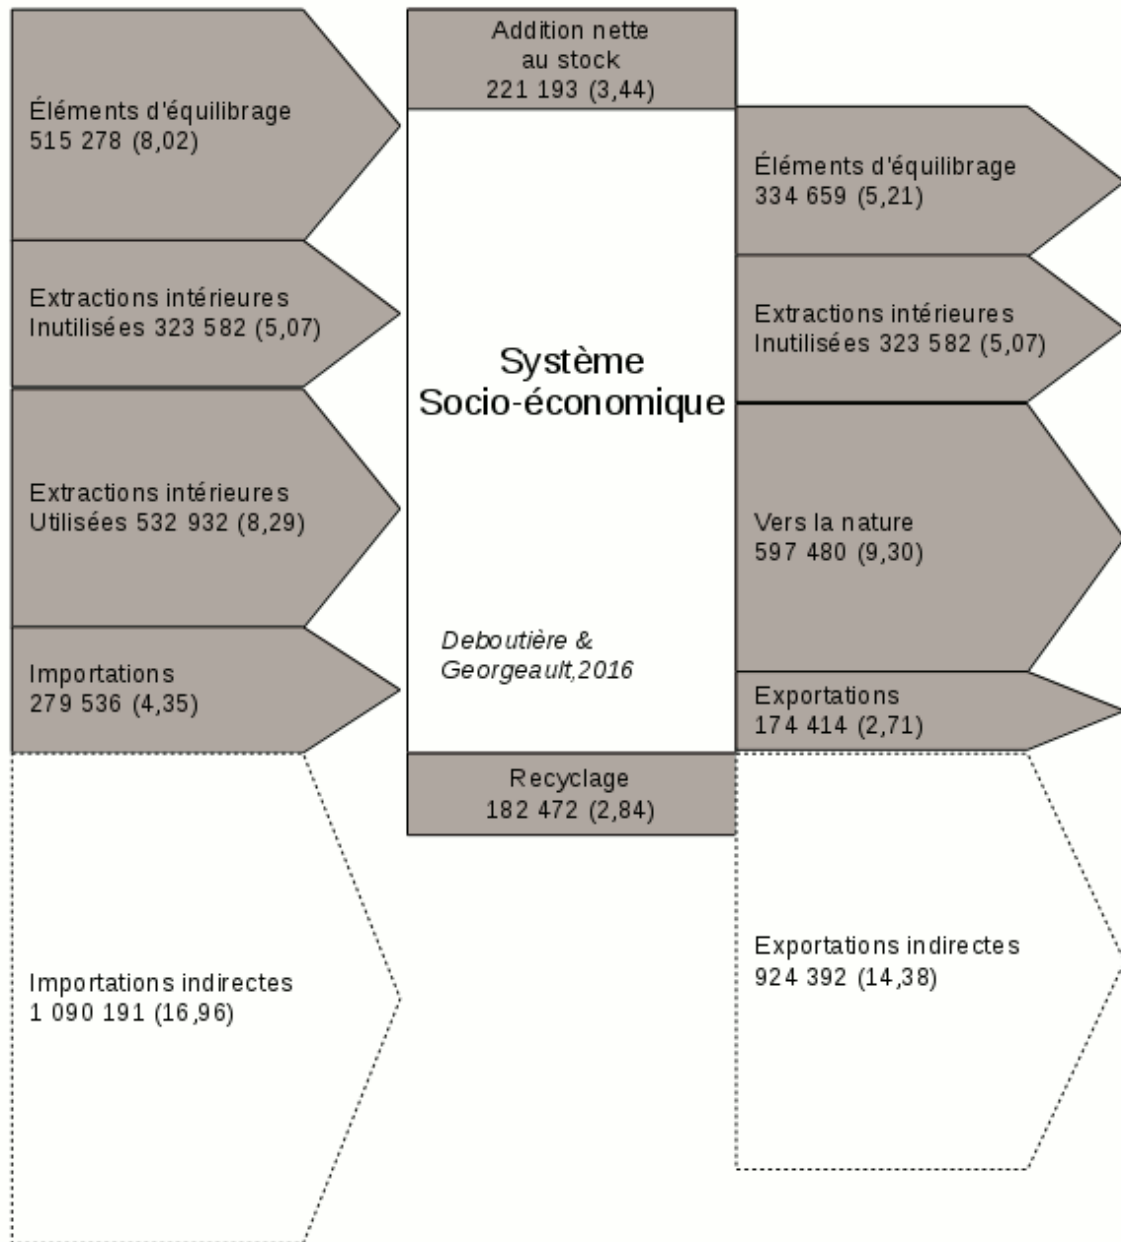 Addition nette
au stock
221 193 (3,44)
Éléments d'équilibrage
515 278 (8,02)
Extractions intérieures
Inutilisées 323 582 (5,07)
Extractions intérieures
Utilisées 532 932 (8,29)
Importations
279 536 (4,35)
Importations indirectes
1 090 191 (16,96)
Système
Socio-économique
Deboutière &
Georgeault,2016
Recyclage
182 472 (2,84)
Éléments d'équilibrage
334 659 (5,21)
Extractions intérieures
Inutilisées 323 582 (5,07)
Vers la nature
597 480 (9,30)
Exportations
174 414 (2,71)
Exportations indirectes
924 392 (14,38)